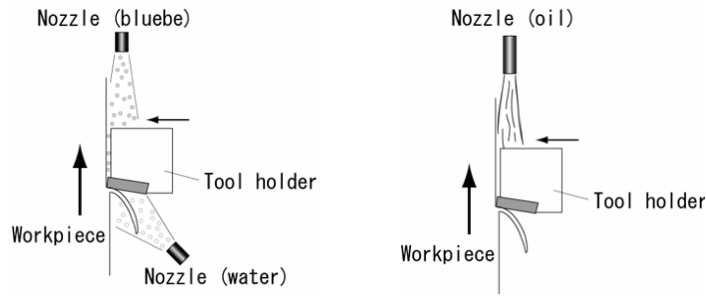 Nozzle (bluebe)
Tool holder
Workpiece
Nozzle (water)
Nozzle (oil)
Tool holder
Workpiece